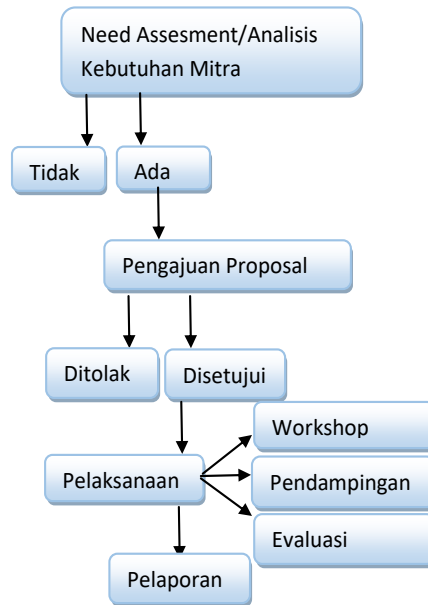 Need Assesment/Analisis
Kebutuhan Mitra
Tidak
Ada
Pengajuan Proposal
Ditolak
Disetujui
Workshop
Pelaksanaan
Pendampingan
Evaluasi
Pelaporan